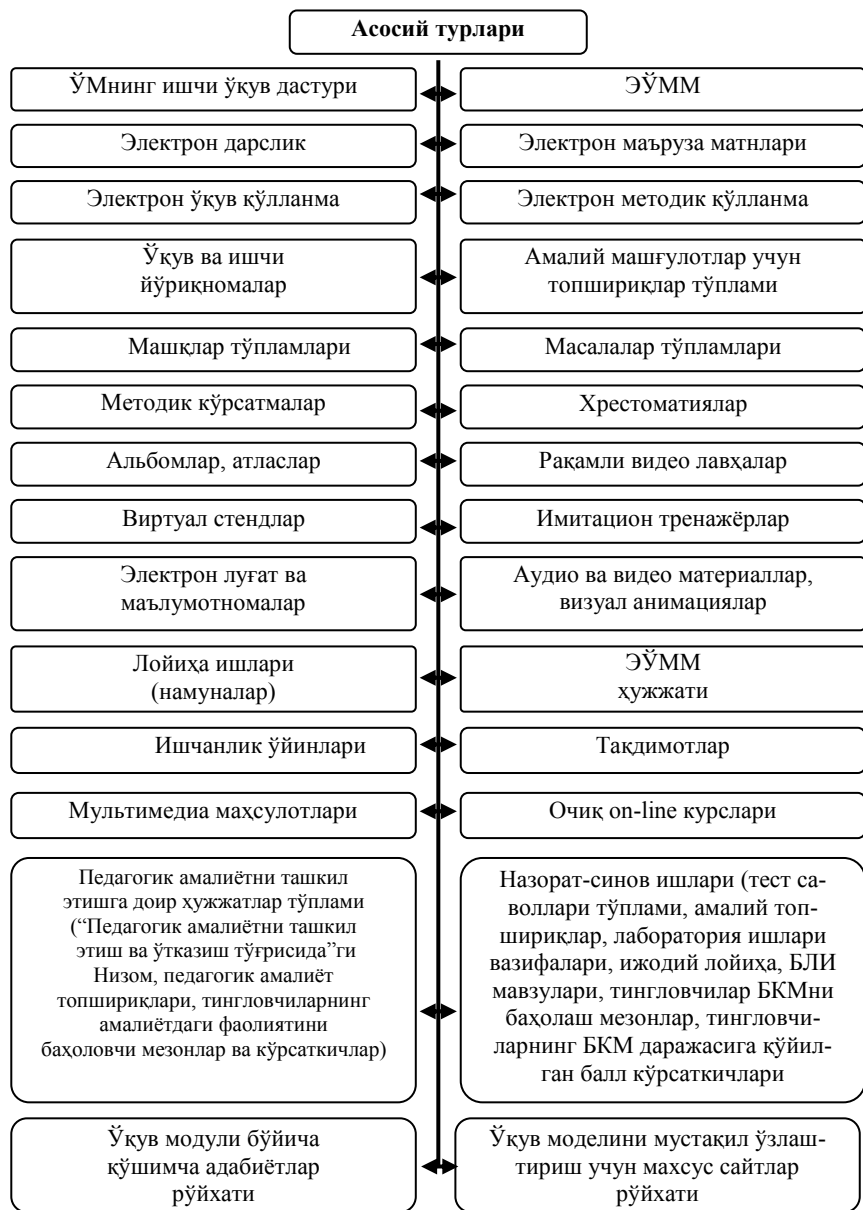 Асосий турлари
ЎМнинг ишчи ўқув дастури
ЭЎММ
Электрон дарслик
Электрон маъруза матнлари
Электрон ўқув қўлланма
Электрон методик қўлланма
Ўқув ва ишчи
йўриқномалар
Амалий машғулотлар учун
топшириқлар тўплами
Машқлар тўпламлари
Масалалар тўпламлари
Методик кўрсатмалар
Хрестоматиялар
Альбомлар, атласлар
Рақамли видео лавҳалар
Виртуал стендлар
Имитацион тренажёрлар
Электрон луғат ва
маълумотномалар
Аудио ва видео материаллар,
визуал анимациялар
Лойиҳа ишлари
(намуналар)
ЭЎММ
ҳужжати
Ишчанлик ўйинлари
Тақдимотлар
Мультимедиа маҳсулотлари
Очиқ on-line курслари
Педагогик амалиётни ташкил
этишга доир ҳужжатлар тўплами
(“Педагогик амалиётни ташкил
этиш ва ўтказиш тўғрисида”ги
Низом, педагогик амалиёт
топшириқлари, тингловчиларнинг
амалиётдаги фаолиятини
баҳоловчи мезонлар ва кўрсаткичлар)
Назорат-синов ишлари (тест са-
воллари тўплами, амалий топ-
шириқлар, лаборатория ишлари
вазифалари, ижодий лойиҳа, БЛИ
мавзулари, тингловчилар БКМни
баҳолаш мезонлар, тингловчи-
ларнинг БКМ даражасига қўйил-
ган балл кўрсаткичлари
Ўқув модули бўйича
қўшимча адабиётлар
рўйхати
Ўқув моделини мустақил ўзлаш-
тириш учун махсус сайтлар
рўйхати